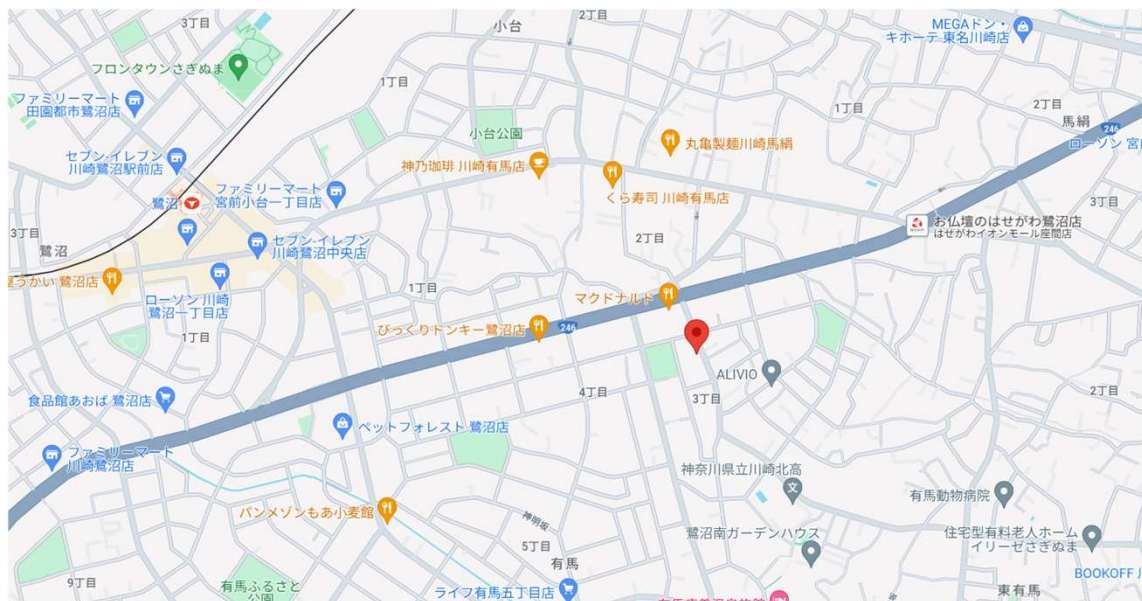 3丁目
小台
2丁目
MEGAドン・
キホーテ 東名川崎店
フロンタウンさぎぬま
1丁目
ファミリーマート
田園都市鷺沼店
小台公園
丸亀製麺川崎馬絹
1丁目
2丁目
馬絹
246
ローソン 宮前
セブン-イレブン
川崎鷺沼駅前店
神乃珈琲 川崎有馬店
くら寿司 川崎有馬店
ファミリーマート
宮前小台一丁目店
鷺沼
3丁目
3丁目
鷺沼
セブン-イレブン
川崎鷺沼中央店
2丁目
お仏壇のはせがわ鷺沼店
はせがわイオンモール座間店
うかい 鷺沼店
ローソン 川崎
鷺沼一丁目店
1丁目
マクドナルド
びっくりドンキー鷺沼店
246
1丁目
ALIVIO
食品館あおば 鷺沼店
4丁目
3丁目
2丁目
ペットフォレスト 鷺沼店
ファミリーマート
川崎鷺沼店
神奈川県立川崎北高
有馬動物病院
パンメゾンもあ小麦館
神明坂
鷺沼南ガーデンハウス
住宅型有料老人ホーム
イリーゼさぎぬま
5丁目
有馬
9丁目
有馬ふるさと
公園
ライフ有馬五丁目店
東有馬
BOOKOFF